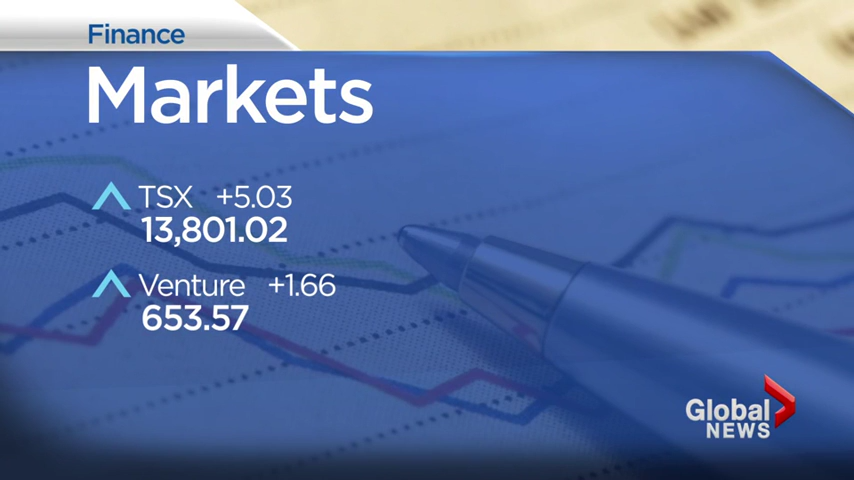 Finance
Markets
TSX +5.03
13,801.02
Venture +1.66
653.57
Global
NEWS